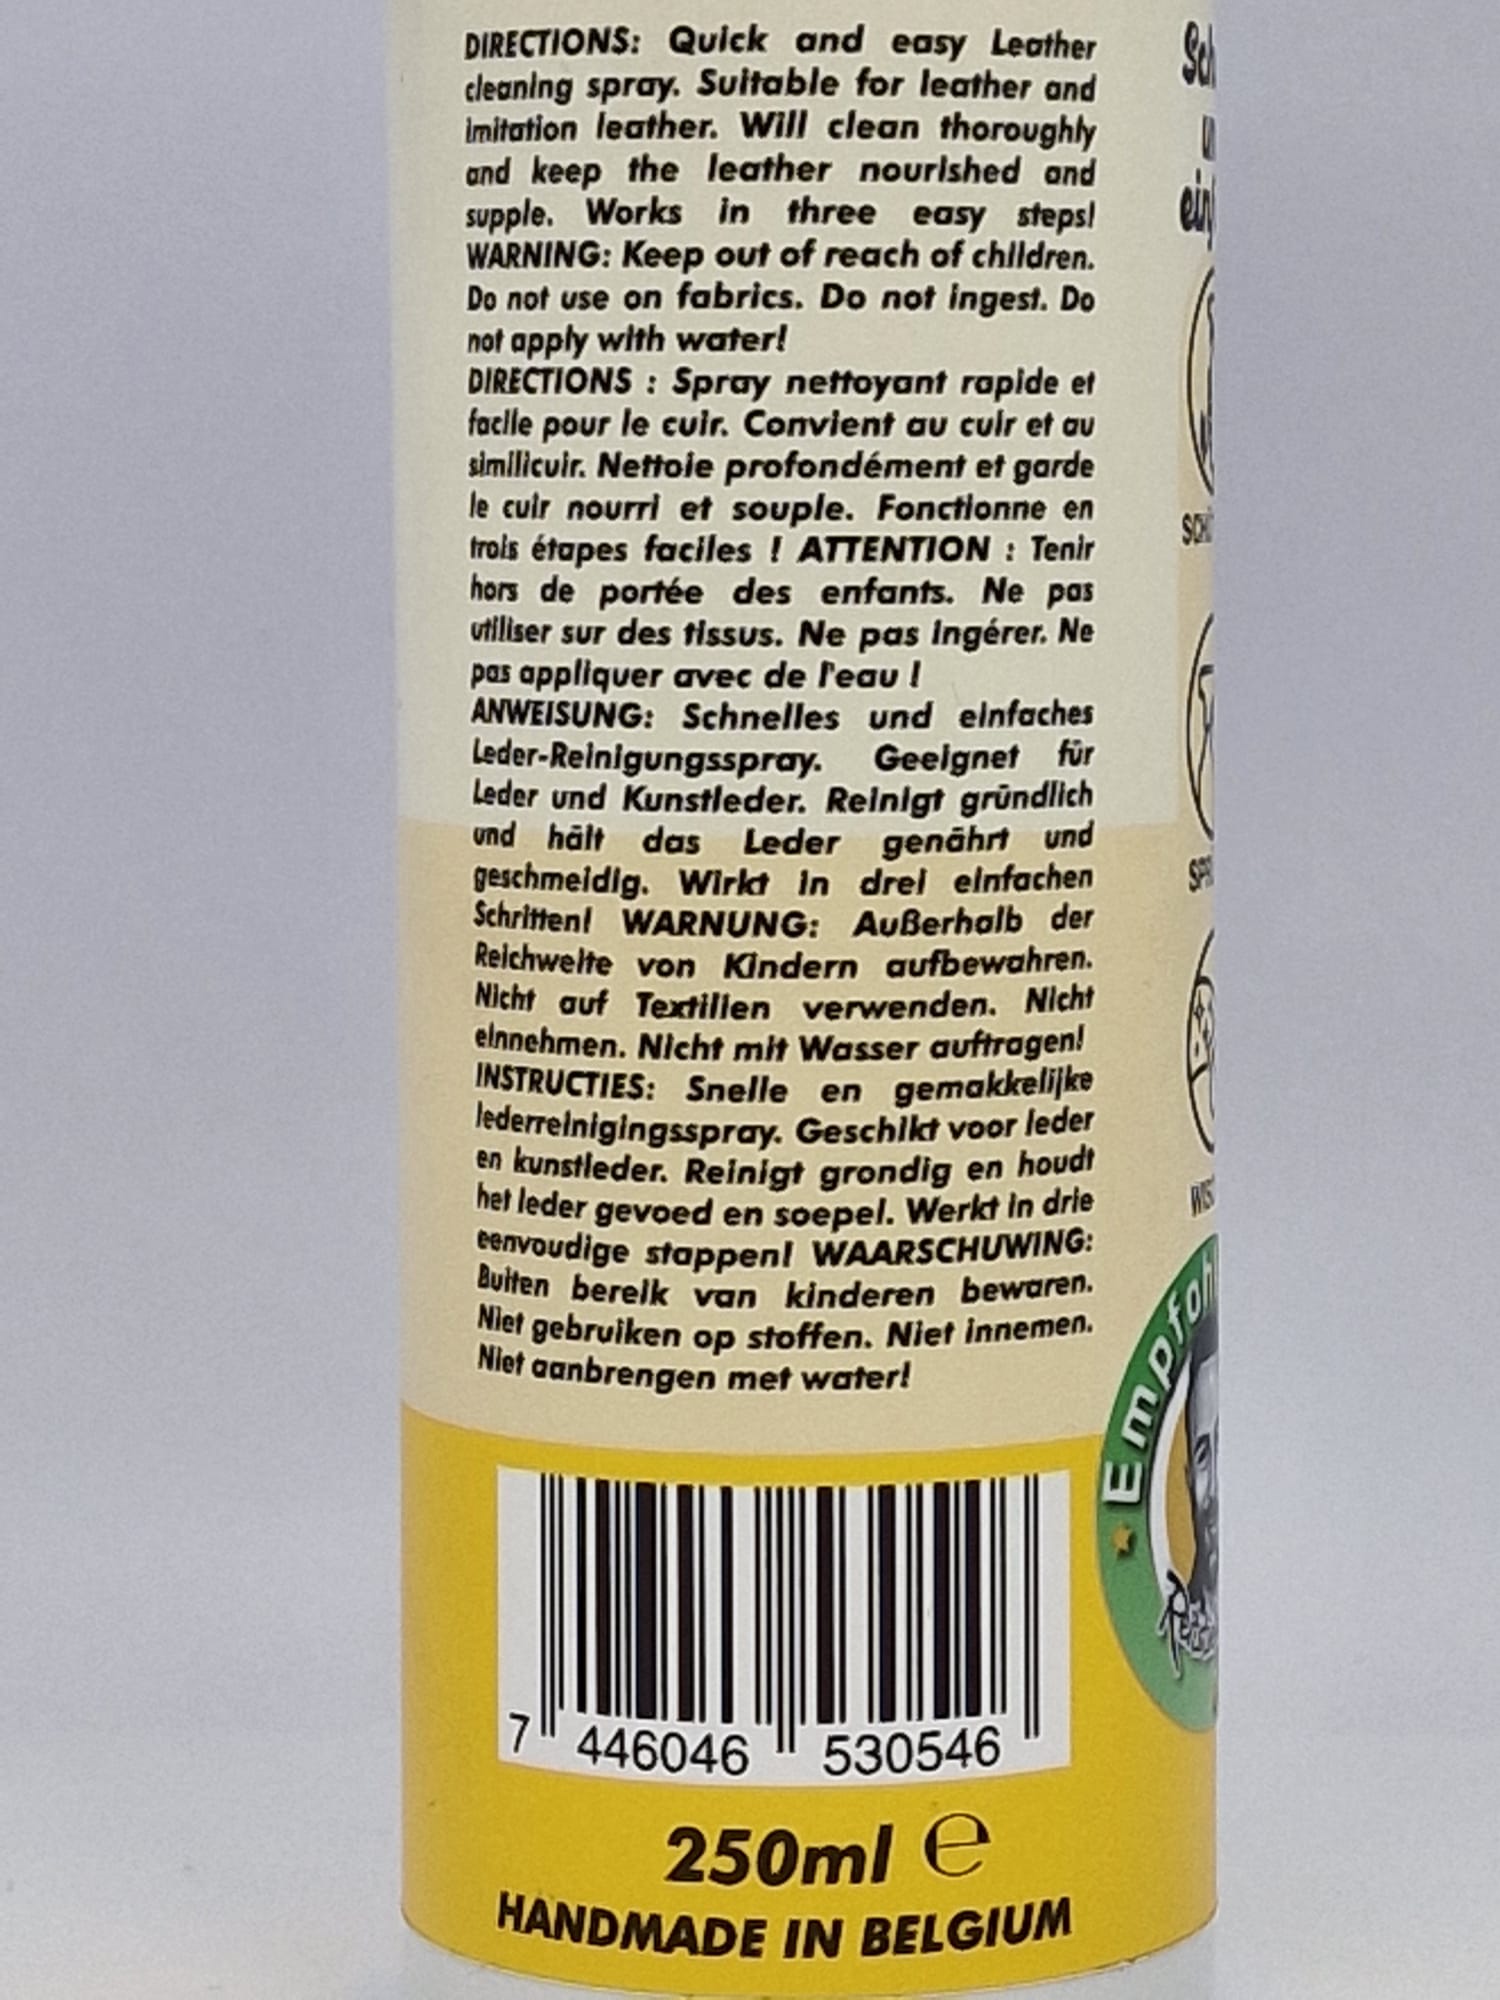 DIRECTIONS: Quick and easy Leather
cleaning spray. Suitable for leather and
imitation leather. Will clean thoroughly
and keep the leather nourished and
supple. Works in three easy steps!
WARNING: Keep out of reach of children.
Do not use on fabrics. Do not ingest. Do
not apply with water!
DIRECTIONS : Spray nettoyant rapide et
facile pour le cuir. Convient au cuir et au
similicuir. Nettoie profondément et garde
le cuir nourri et souple. Fonctionne en
trois étapes faciles ! ATTENTION : Tenir
hors de portée des enfants. Ne pas
utiliser sur des tissus. Ne pas ingérer. Ne
pas appliquer avec de l'eau !
ANWEISUNG: Schnelles und einfaches
Leder-Reinigungsspray. Geeignet für
Leder und Kunstleder. Reinigt gründlich
und hält das Leder genährt und
geschmeidig. Wirkt in drei einfachen
Schritten! WARNUNG: Außerhalb der
Reichweite von Kindern aufbewahren.
Nicht auf Textilien verwenden. Nicht
einnehmen. Nicht mit Wasser auftragen!
INSTRUCTIES: Snelle en gemakkelijke
lederreinigingsspray. Geschikt voor leder
en kunstleder. Reinigt grondig en houdt
het leder gevoed en soepel. Werkt in drie
eenvoudige stappen! WAARSCHUWING:
Buiten bereik van kinderen bewaren.
Niet gebruiken op stoffen. Niet innemen.
Niet aanbrengen met water!
7 446046 530546
250ml e
HANDMADE IN BELGIUM